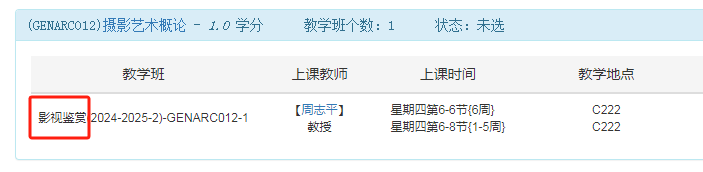 (GENARC012)摄影艺术概论 - 1.0 学分 教学班个数：1 状态：未选
教学班 上课教师 上课时间 教学地点
影视鉴赏(2024-2025-2)-GENARC012-1
【周志平】
教授
星期四第6-6节{6周}
星期四第6-8节{1-5周}
C222
C222